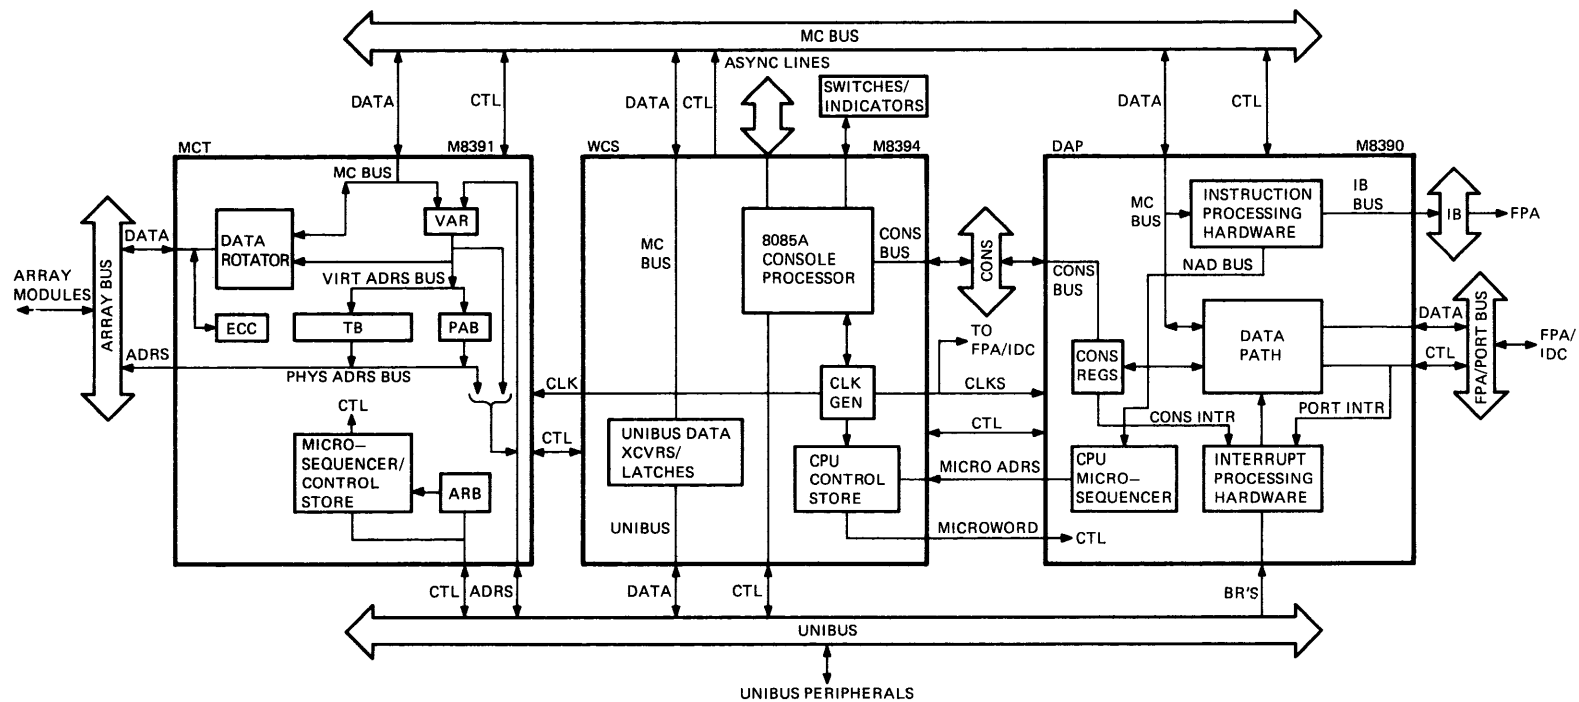 MC BUS
ASYNC LINES
DATA
CTL
DATA
CTL
SWITCHES/
INDICATORS
DATA
CTL
MCT
M8391
WCS
M8394
DAP
M8390
MC BUS
VAR
DATA
ROTATOR
VIRT ADRS BUS
ECC
TB
PAB
PHYS ADRS BUS
CTL
MICRO–
SEQUENCER/
CONTROL
STORE
ARB
ARRAY
MODULES
ARRAY BUS
DATA
ADRS
CLK
CTL
MC
BUS
8085A
CONSOLE
PROCESSOR
CONS
BUS
CONS
TO
FPA/IDC
CLK
GEN
CLKS
CTL
UNIBUS DATA
XCVRS/
LATCHES
CPU
CONTROL
STORE
MICRO ADRS
MICROWORD
UNIBUS
MC
BUS
INSTRUCTION
PROCESSING
HARDWARE
IB
BUS
IB
FPA
NAD BUS
CONS
BUS
DATA
PATH
CONS
REGS
DATA
CTL
FPA/PORT BUS
FPA/
IDC
CONS INTR
PORT INTR
CPU
MICRO–
SEQUENCER
INTERRUPT
PROCESSING
HARDWARE
CTL
CTL
ADRS
DATA
CTL
BR'S
UNIBUS
UNIBUS PERIPHERALS